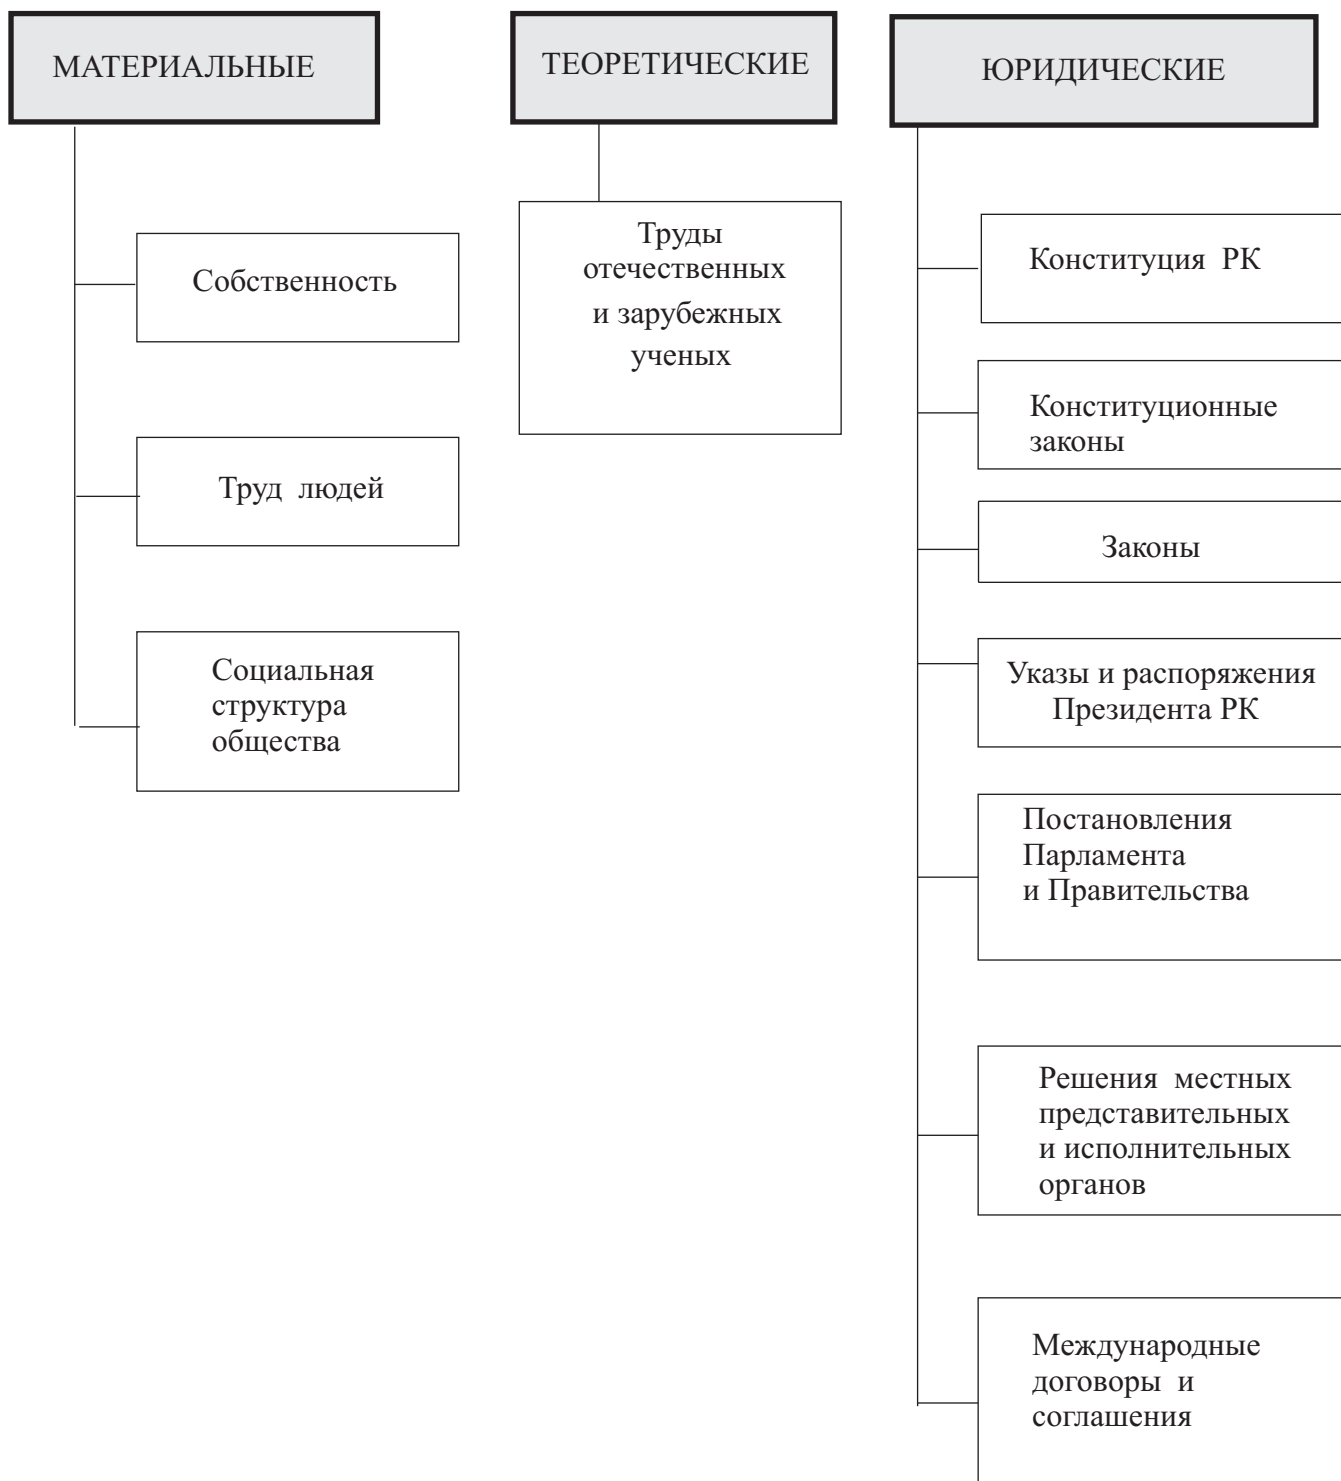 МАТЕРИАЛЬНЫЕ
Собственность
Труд людей
Социальная
структура
общества
ТЕОРЕТИЧЕСКИЕ
Труды
отечественных
и зарубежных
ученых
ЮРИДИЧЕСКИЕ
Конституция РК
Конституционные
законы
Законы
Указы и распоряжения
Президента РК
Постановления
Парламента
и Правительства
Решения местных
представительных
и исполнительных
органов
Международные
договоры и
соглашения